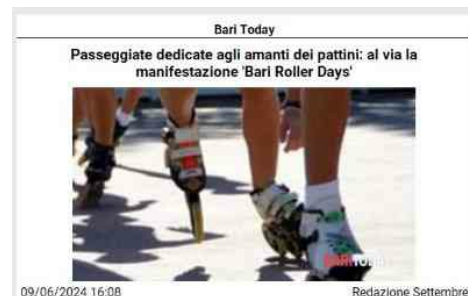 Bari Today
Passeggiate dedicate agli amanti dei pattini: al via la
manifestazione 'Bari Roller Days'
BARITODAY
09/06/2024 16:08
Redazione Settembre